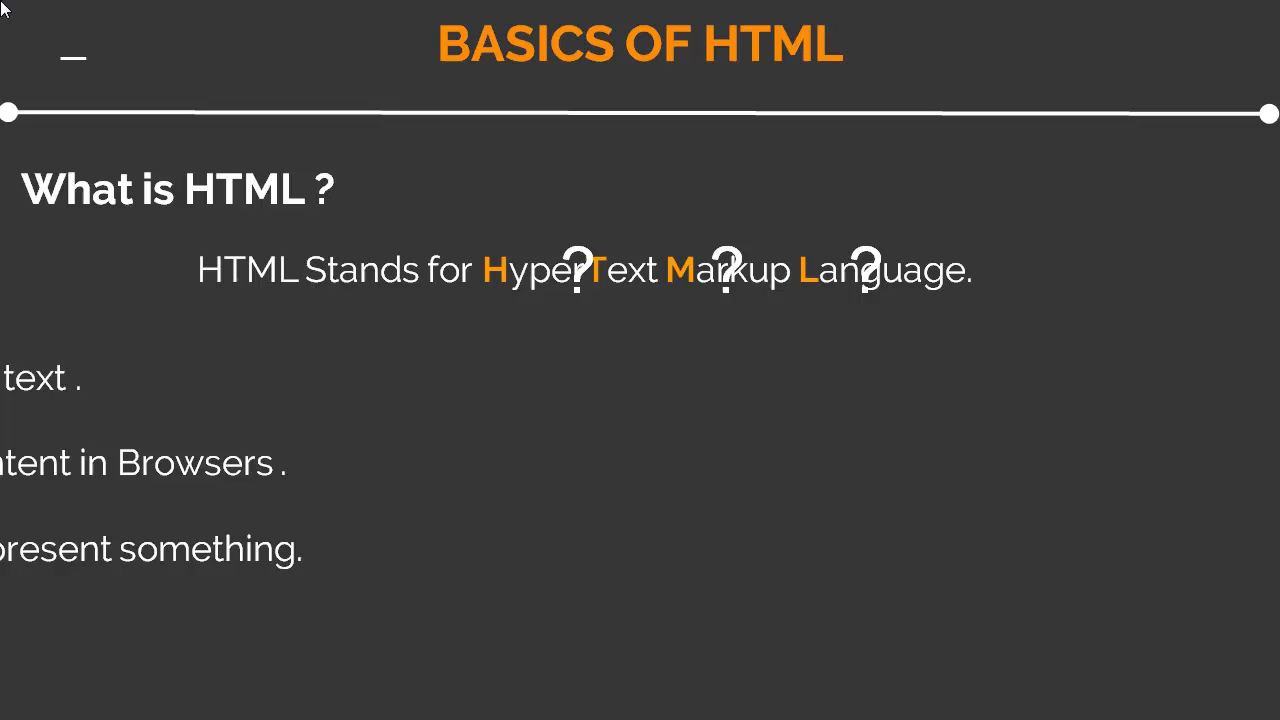 BASICS OF HTML
What is HTML ?
HTML Stands for HyperText Markup Language.
? ? ?
text .
ntent in Browsers .
present something.